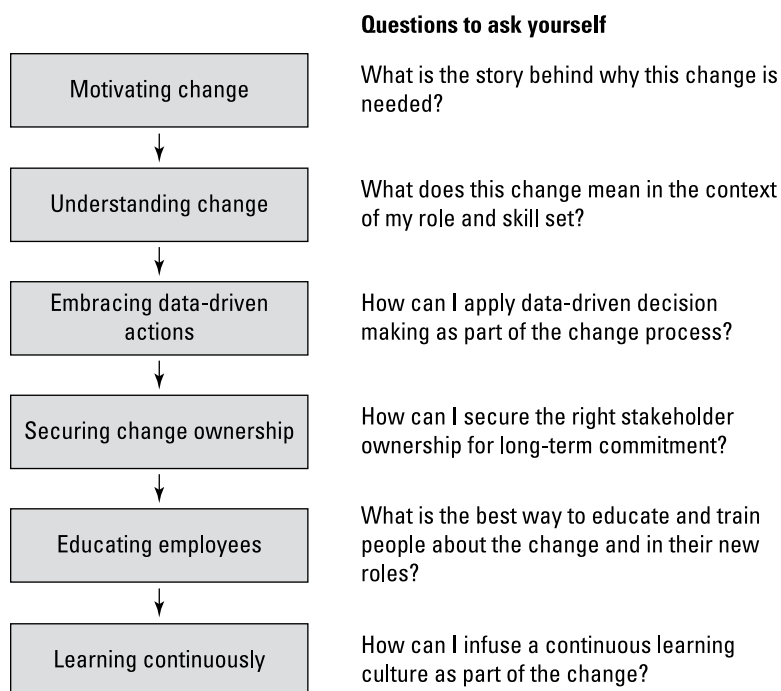 Questions to ask yourself
Motivating change
What is the story behind why this change is
needed?
Understanding change
What does this change mean in the context
of my role and skill set?
Embracing data-driven
actions
How can I apply data-driven decision
making as part of the change process?
Securing change ownership
How can I secure the right stakeholder
ownership for long-term commitment?
Educating employees
What is the best way to educate and train
people about the change and in their new
roles?
Learning continuously
How can I infuse a continuous learning
culture as part of the change?